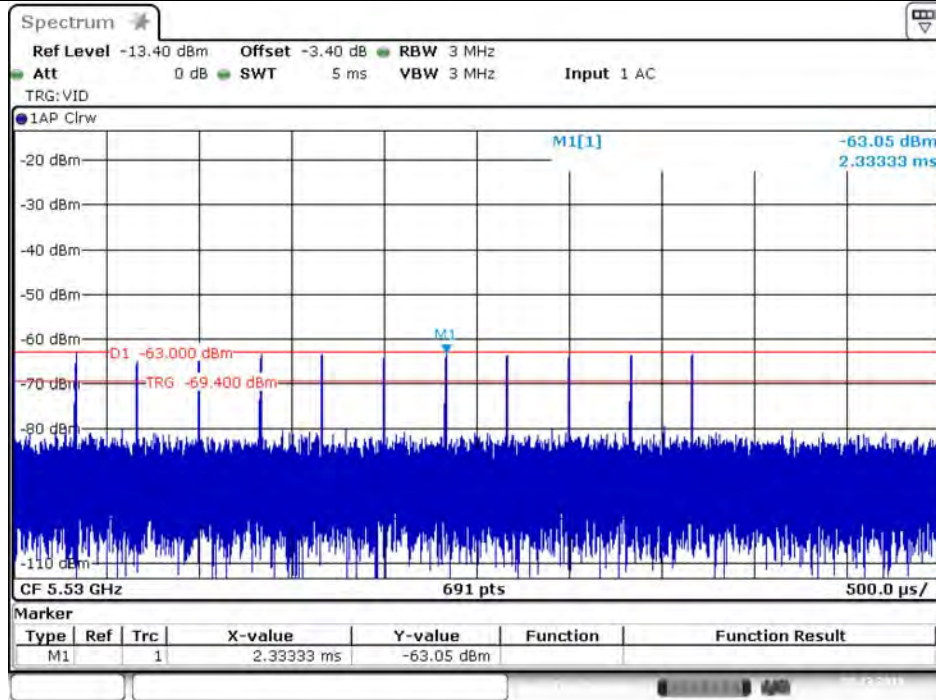 Spectrum
Ref Level -13.40 dBm Offset -3.40 dB RBW 3 MHz
Att 0 dB SWT 5 ms VBW 3 MHz Input 1 AC
TRG:VID
1AP Clrw
M1[1] -63.05 dBm
2.33333 ms
-20 dBm
-30 dBm
-40 dBm
-50 dBm
-60 dBm
M1
D1 -63.000 dBm
-70 dBm
TRG -69.400 dBm
-80 dBm
-110 dBm
CF 5.53 GHz 691 pts 500.0 µs/
Marker
Type Ref Trc X-value Y-value Function Function Result
M1 1 2.33333 ms -63.05 dBm